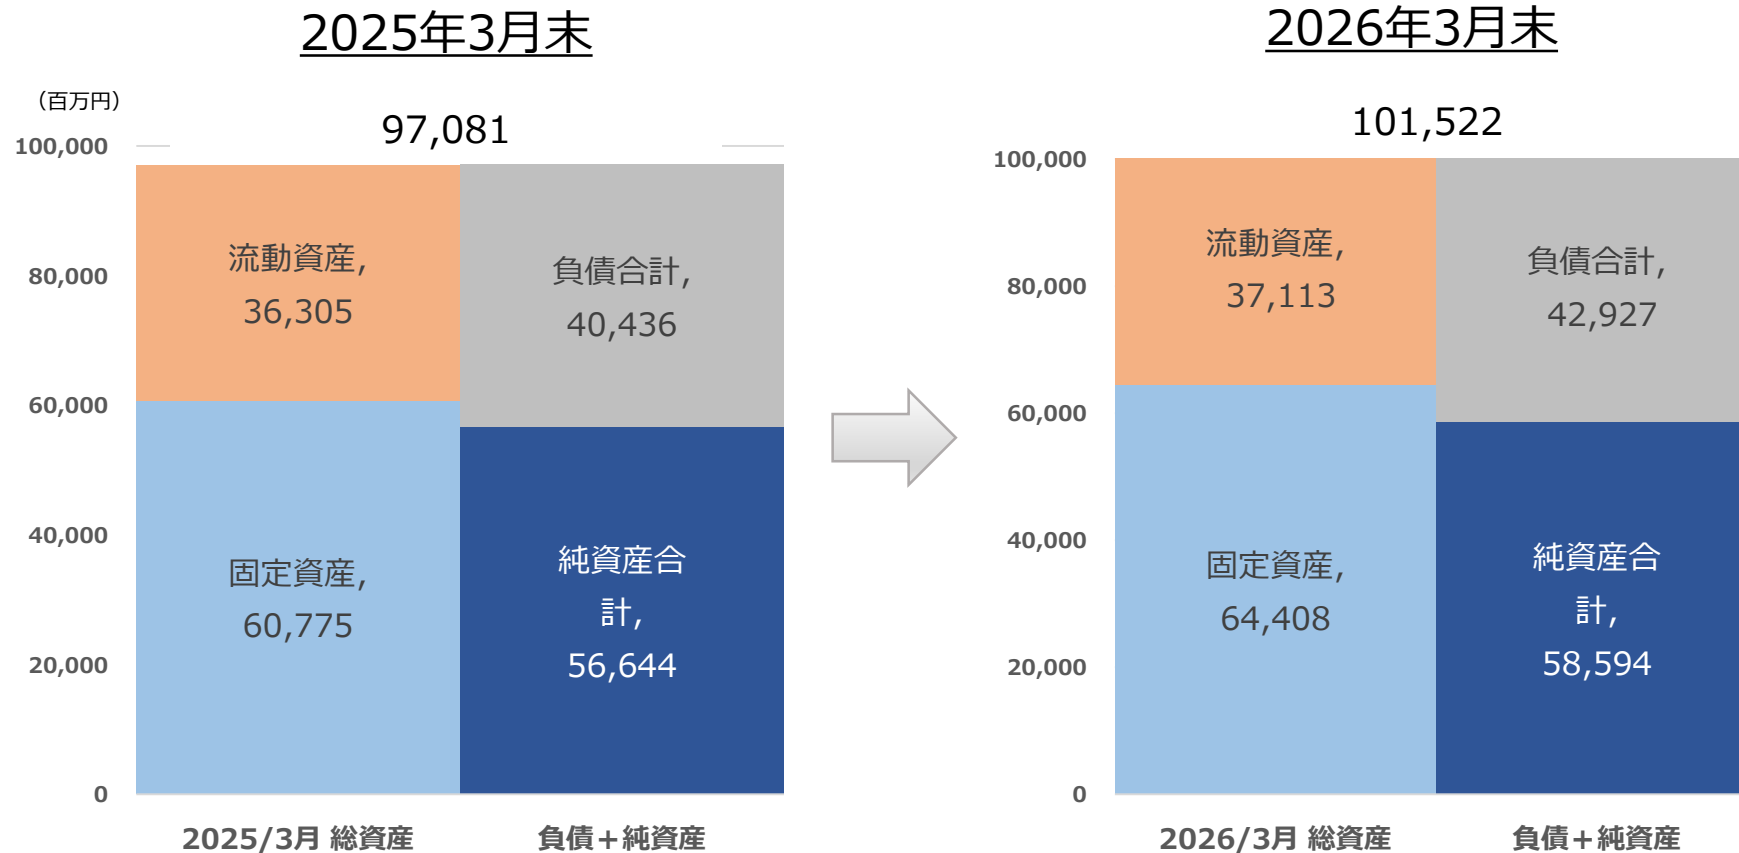 2025年3月末
（百万円）
97,081
100,000
80,000
60,000
40,000
20,000
0
流動資産,
36,305
負債合計,
40,436
固定資産,
60,775
純資産合
計,
56,644
2025/3月 総資産
負債＋純資産
2026年3月末
101,522
100,000
80,000
60,000
40,000
20,000
0
流動資産,
37,113
負債合計,
42,927
固定資産,
64,408
純資産合
計,
58,594
2026/3月 総資産
負債＋純資産